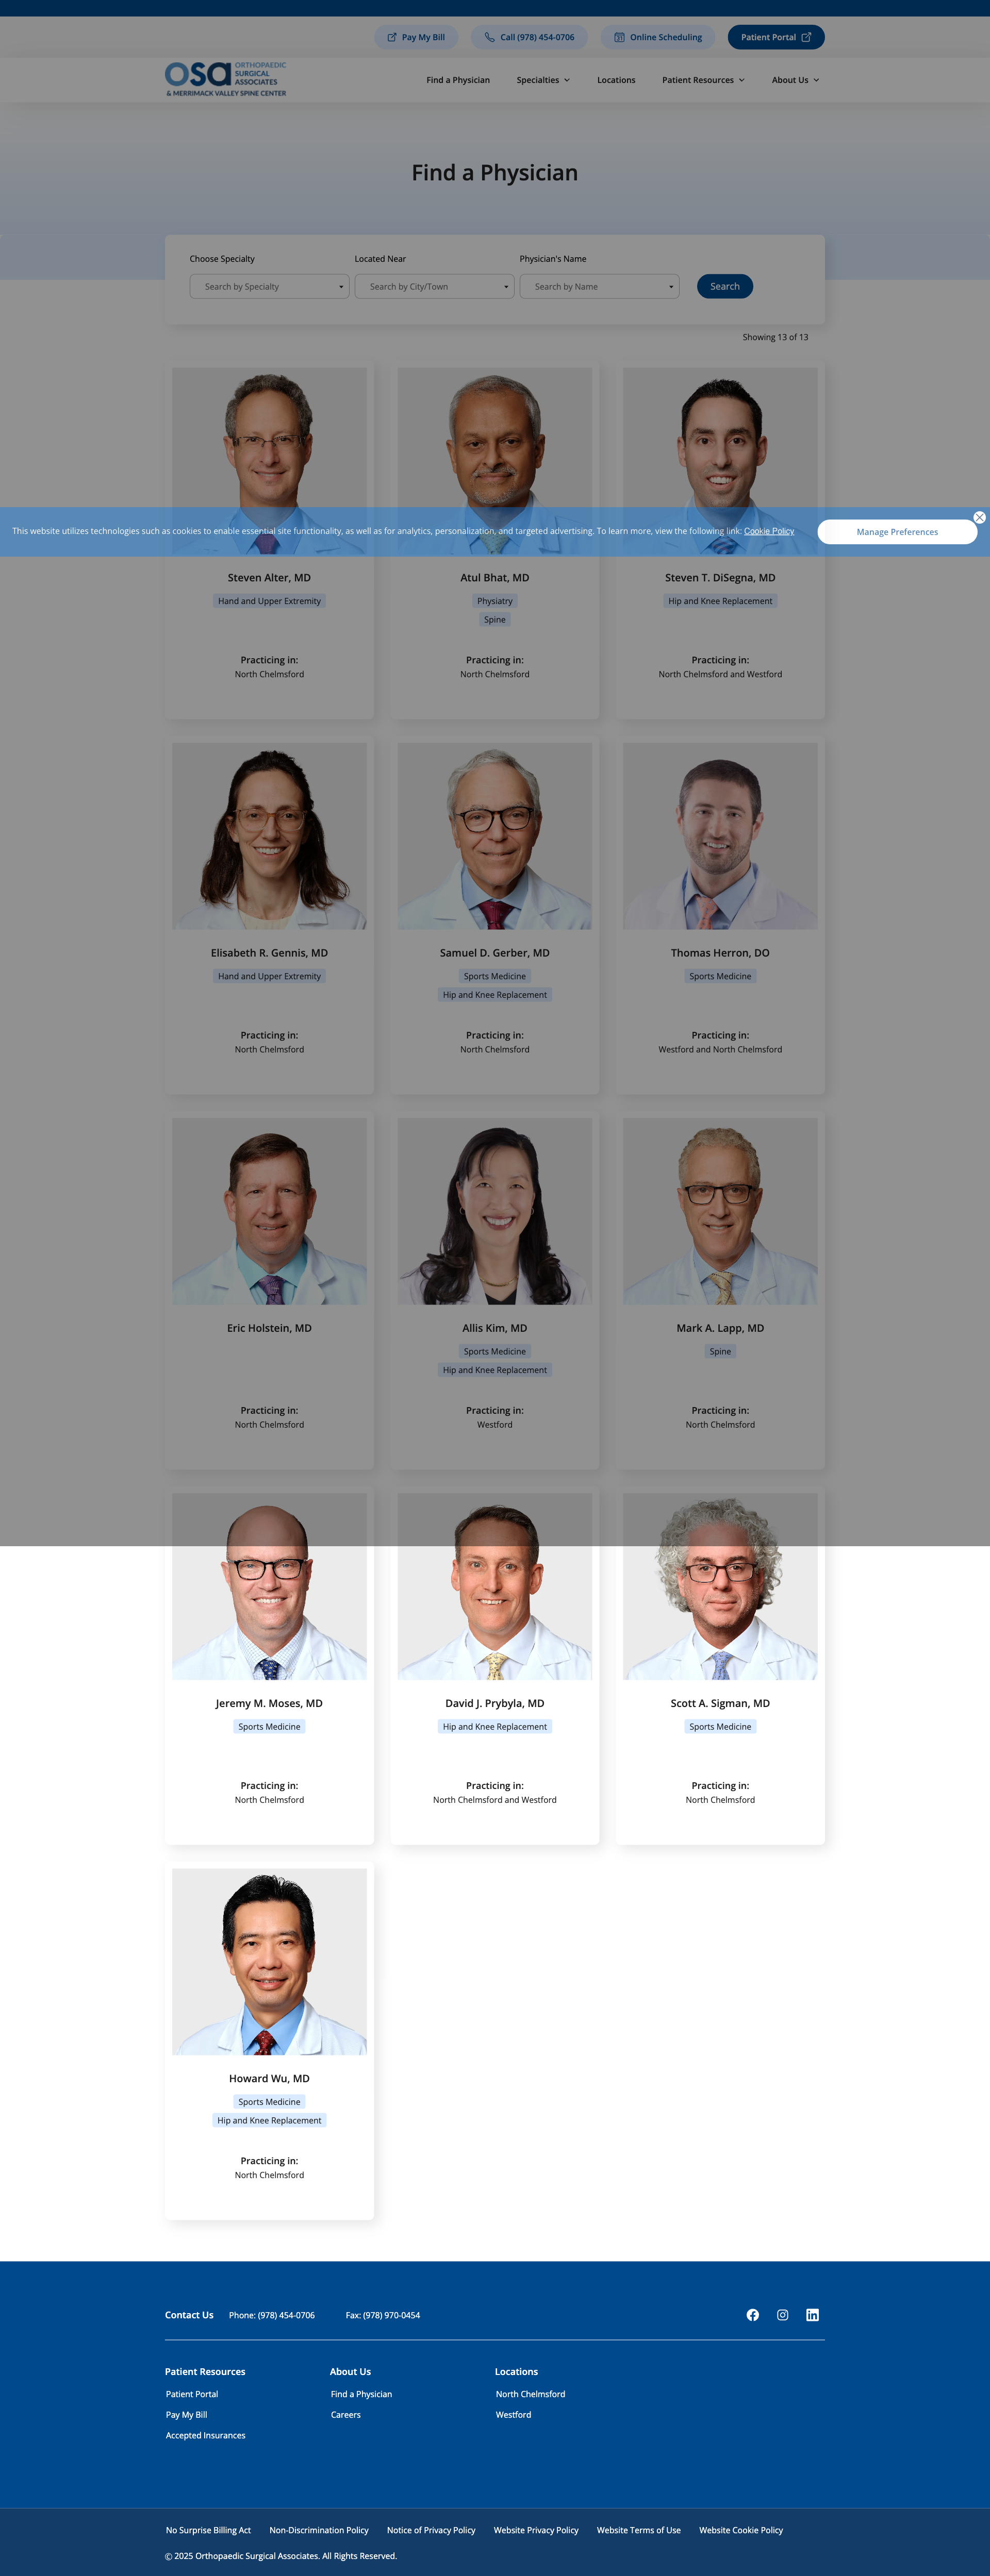 Pay My Bill
Call (978) 454-0706
Online Scheduling
Patient Portal
osa ORTHOPAEDIC
SURGICAL
ASSOCIATES
& MERRIMACK VALLEY SPINE CENTER
Find a Physician
Specialties
Locations
Patient Resources
About Us
Find a Physician
Choose Specialty
Located Near
Physician's Name
Search by Specialty
Search by City/Town
Search by Name
Search
Showing 13 of 13
This website utilizes technologies such as cookies to enable essential site functionality, as well as for analytics, personalization, and targeted advertising. To learn more, view the following link: Cookie Policy
Manage Preferences
Steven Alter, MD
Hand and Upper Extremity
Practicing in:
North Chelmsford
Atul Bhat, MD
Physiatry
Spine
Practicing in:
North Chelmsford
Steven T. DiSegna, MD
Hip and Knee Replacement
Practicing in:
North Chelmsford and Westford
Elisabeth R. Gennis, MD
Hand and Upper Extremity
Practicing in:
North Chelmsford
Samuel D. Gerber, MD
Sports Medicine
Hip and Knee Replacement
Practicing in:
North Chelmsford
Thomas Herron, DO
Sports Medicine
Practicing in:
Westford and North Chelmsford
Eric Holstein, MD
Practicing in:
North Chelmsford
Allis Kim, MD
Sports Medicine
Hip and Knee Replacement
Practicing in:
Westford
Mark A. Lapp, MD
Spine
Practicing in:
North Chelmsford
Jeremy M. Moses, MD
Sports Medicine
Practicing in:
North Chelmsford
David J. Prybyla, MD
Hip and Knee Replacement
Practicing in:
North Chelmsford and Westford
Scott A. Sigman, MD
Sports Medicine
Practicing in:
North Chelmsford
Howard Wu, MD
Sports Medicine
Hip and Knee Replacement
Practicing in:
North Chelmsford
Contact Us
Phone: (978) 454-0706
Fax: (978) 970-0454
Patient Resources
Patient Portal
Pay My Bill
Accepted Insurances
About Us
Find a Physician
Careers
Locations
North Chelmsford
Westford
No Surprise Billing Act
Non-Discrimination Policy
Notice of Privacy Policy
Website Privacy Policy
Website Terms of Use
Website Cookie Policy
© 2025 Orthopaedic Surgical Associates. All Rights Reserved.